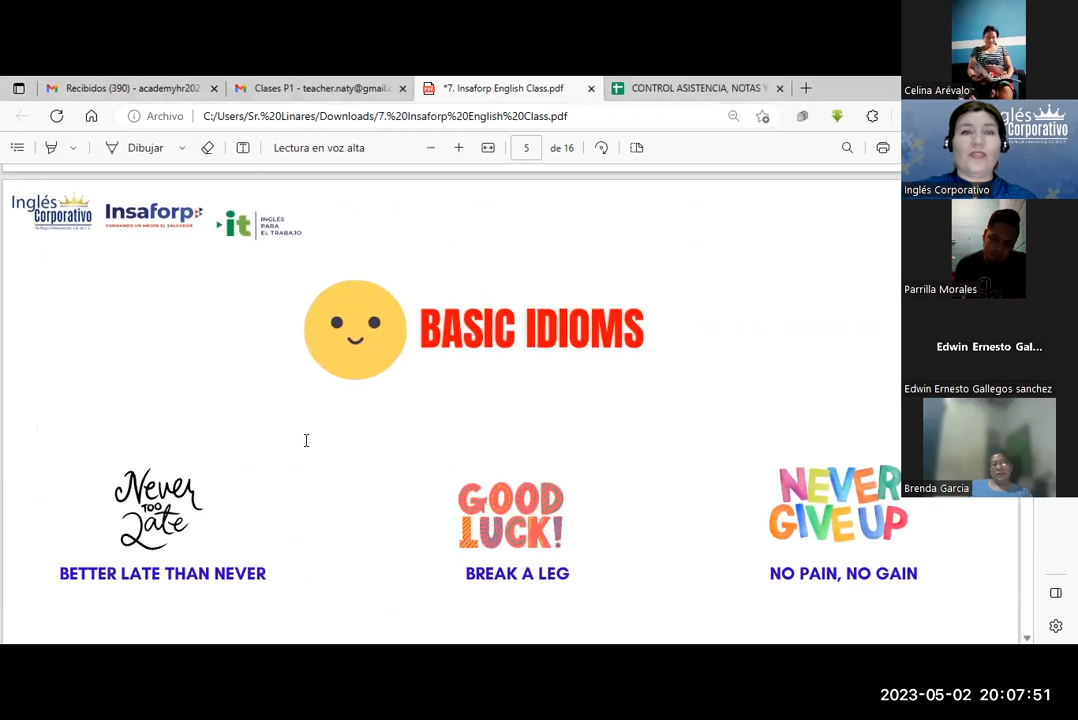 Recibidos (390) - academyhr202
Clases P1 - teacher.naty@gmail.c
*7. Insaforp English Class.pdf
CONTROL ASISTENCIA, NOTAS Y
Archivo
C:/Users/Sr.%20Linares/Downloads/7.%20Insaforp%20English%20Class.pdf
Dibujar
Lectura en voz alta
5
de 16
Inglés
Corporativo
Insaforp
FORMANDO UN MEJOR EL SALVADOR
it
INGLÉS
PARA
EL TRABAJO
BASIC IDIOMS
Never
too
Late
GOOD
LUCK!
NEVER
GIVE UP
BETTER LATE THAN NEVER
BREAK A LEG
NO PAIN, NO GAIN
Celina Arévalo
glés
Corporativo
Inglés Corporativo
Parrilla Morales
Edwin Ernesto Gal...
Edwin Ernesto Gallegos sanchez
Brenda Garcia
2023-05-02 20:07:51